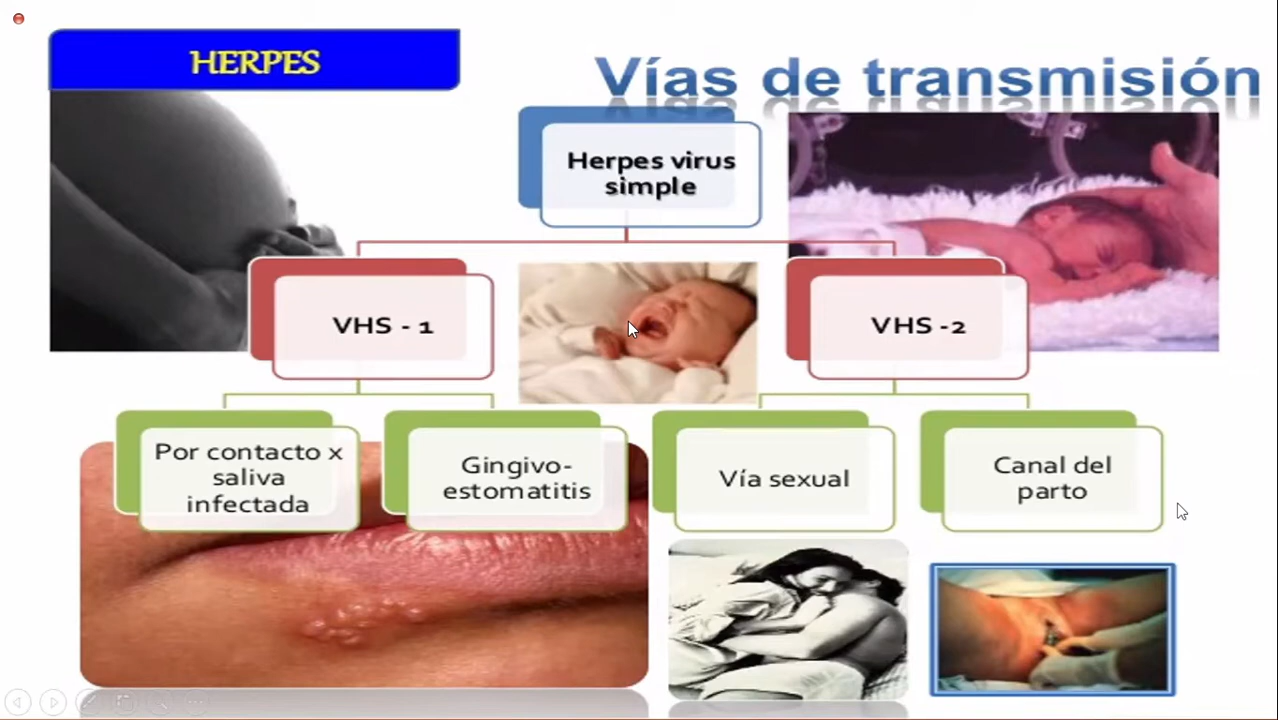 HERPES
Vías de transmisión
Herpes virus
simple
VHS - 1
VHS -2
Por contacto x
saliva
infectada
Gingivo-
estomatitis
Vía sexual
Canal del
parto